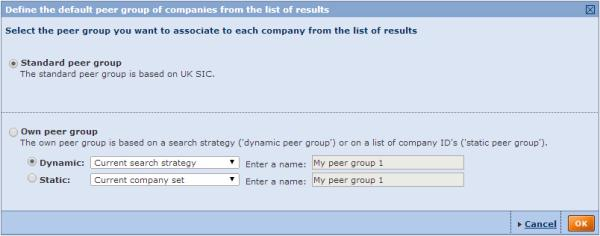 Define the default peer group of companies from the list of results
Select the peer group you want to associate to each company from the list of results
Standard peer group
The standard peer group is based on UK SIC.
Own peer group
The own peer group is based on a search strategy ('dynamic peer group') or on a list of company ID's ('static peer group').
Dynamic: Current search strategy Enter a name: My peer group 1
Static: Current company set Enter a name: My peer group 1
Cancel OK